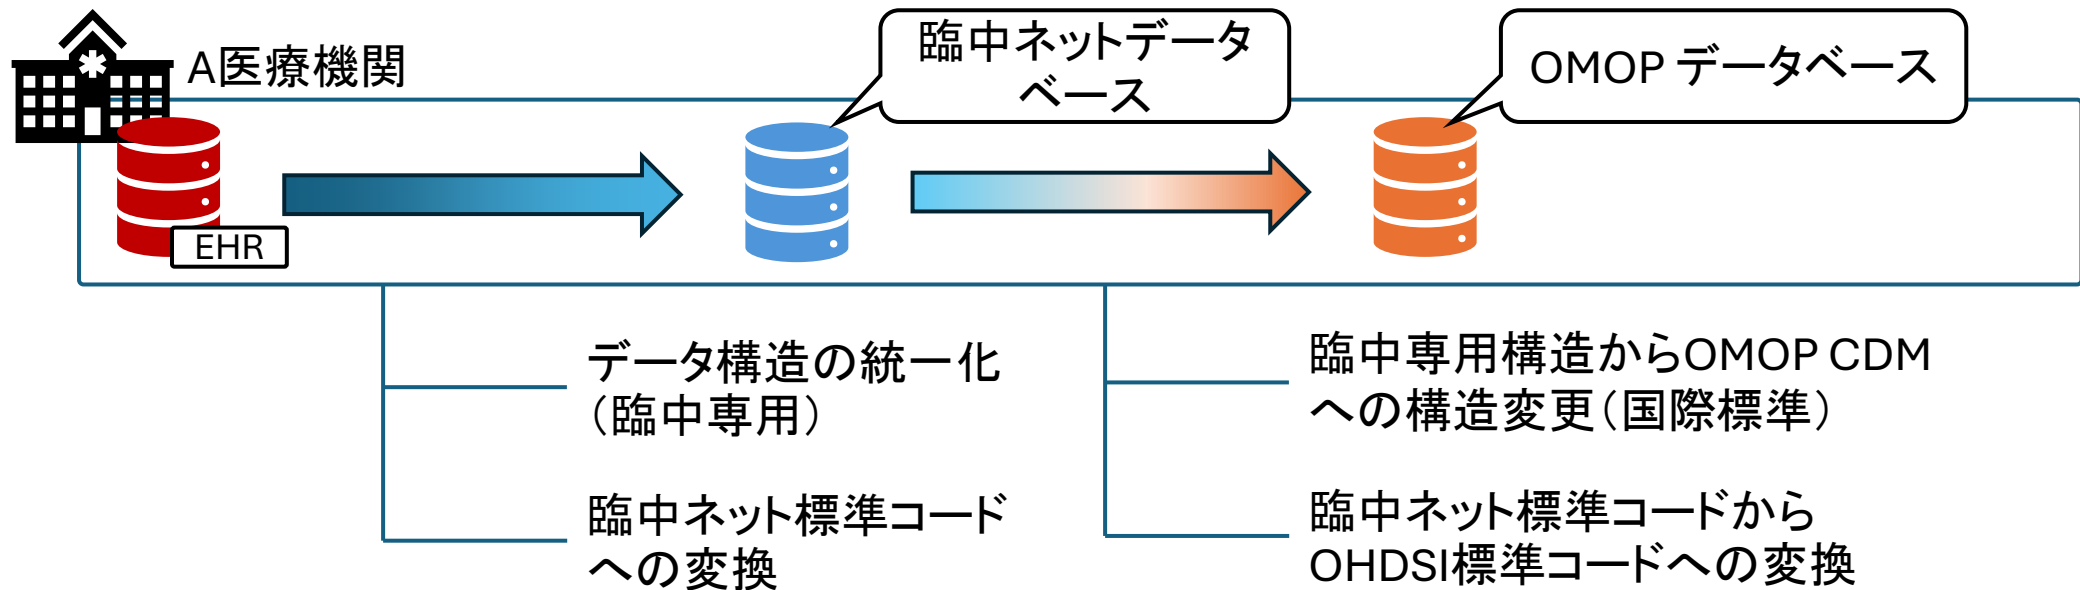 A医療機関
臨中ネットデータ
ベース
OMOP データベース
EHR
データ構造の統一化
（臨中専用）
臨中ネット標準コード
への変換
臨中専用構造からOMOP CDM
への構造変更（国際標準）
臨中ネット標準コードから
OHDSI標準コードへの変換